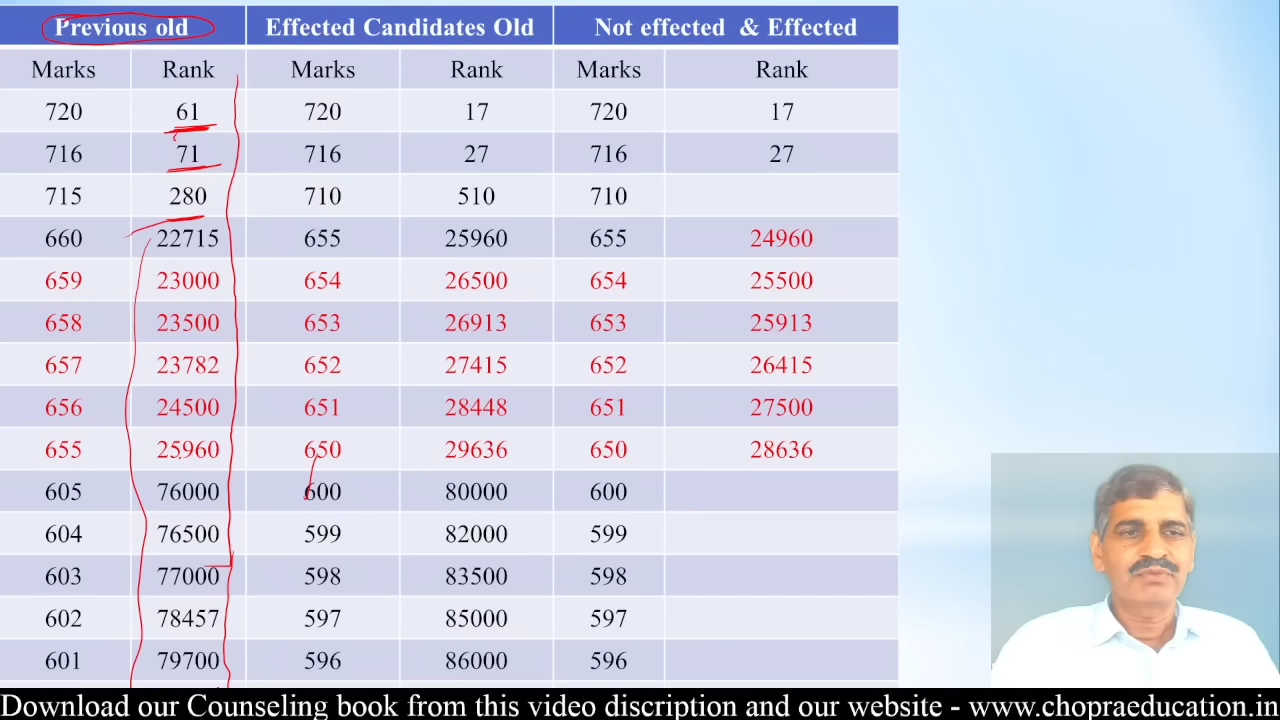 Previous old Effected Candidates Old Not effected & Effected
Marks Rank Marks Rank Marks Rank
720 61 720 17 720 17
716 71 716 27 716 27
715 280 710 510 710
660 22715 655 25960 655 24960
659 23000 654 26500 654 25500
658 23500 653 26913 653 25913
657 23782 652 27415 652 26415
656 24500 651 28448 651 27500
655 25960 650 29636 650 28636
605 76000 600 80000 600
604 76500 599 82000 599
603 77000 598 83500 598
602 78457 597 85000 597
601 79700 596 86000 596
Download our Counseling book from this video discription and our website - www.chopraeducation.in